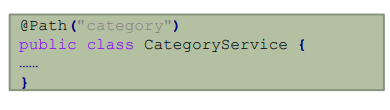 @Path("category")
public class CategoryService {
……
}